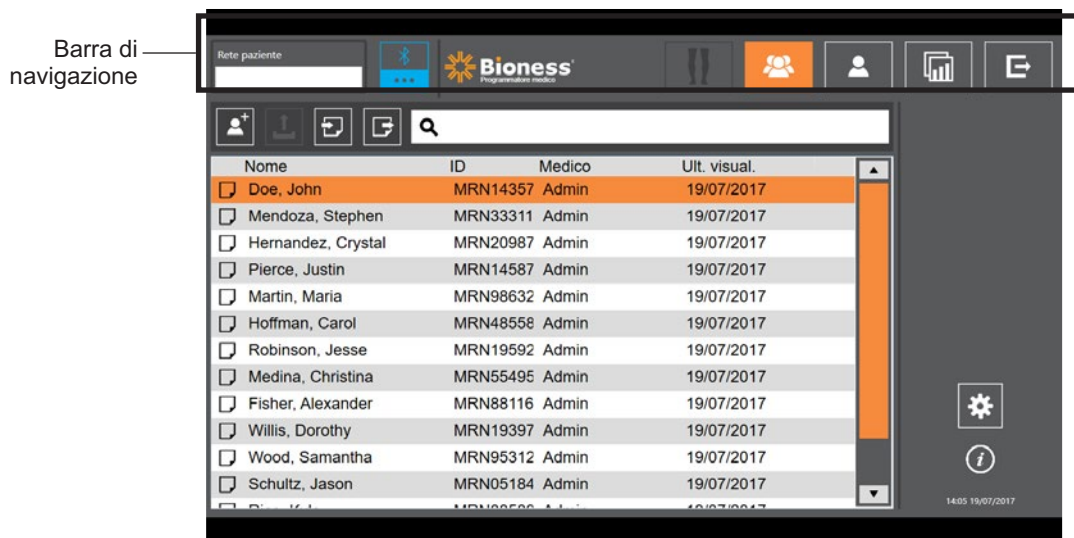 Barra di
navigazione
Rete paziente
Bioness
Programmatore medico
Nome ID Medico Ult. visual.
Doe, John MRN14357 Admin 19/07/2017
Mendoza, Stephen MRN33311 Admin 19/07/2017
Hernandez, Crystal MRN20987 Admin 19/07/2017
Pierce, Justin MRN14587 Admin 19/07/2017
Martin, Maria MRN98632 Admin 19/07/2017
Hoffman, Carol MRN48558 Admin 19/07/2017
Robinson, Jesse MRN19592 Admin 19/07/2017
Medina, Christina MRN55495 Admin 19/07/2017
Fisher, Alexander MRN88116 Admin 19/07/2017
Willis, Dorothy MRN19397 Admin 19/07/2017
Wood, Samantha MRN95312 Admin 19/07/2017
Schultz, Jason MRN05184 Admin 19/07/2017
14:05 19/07/2017